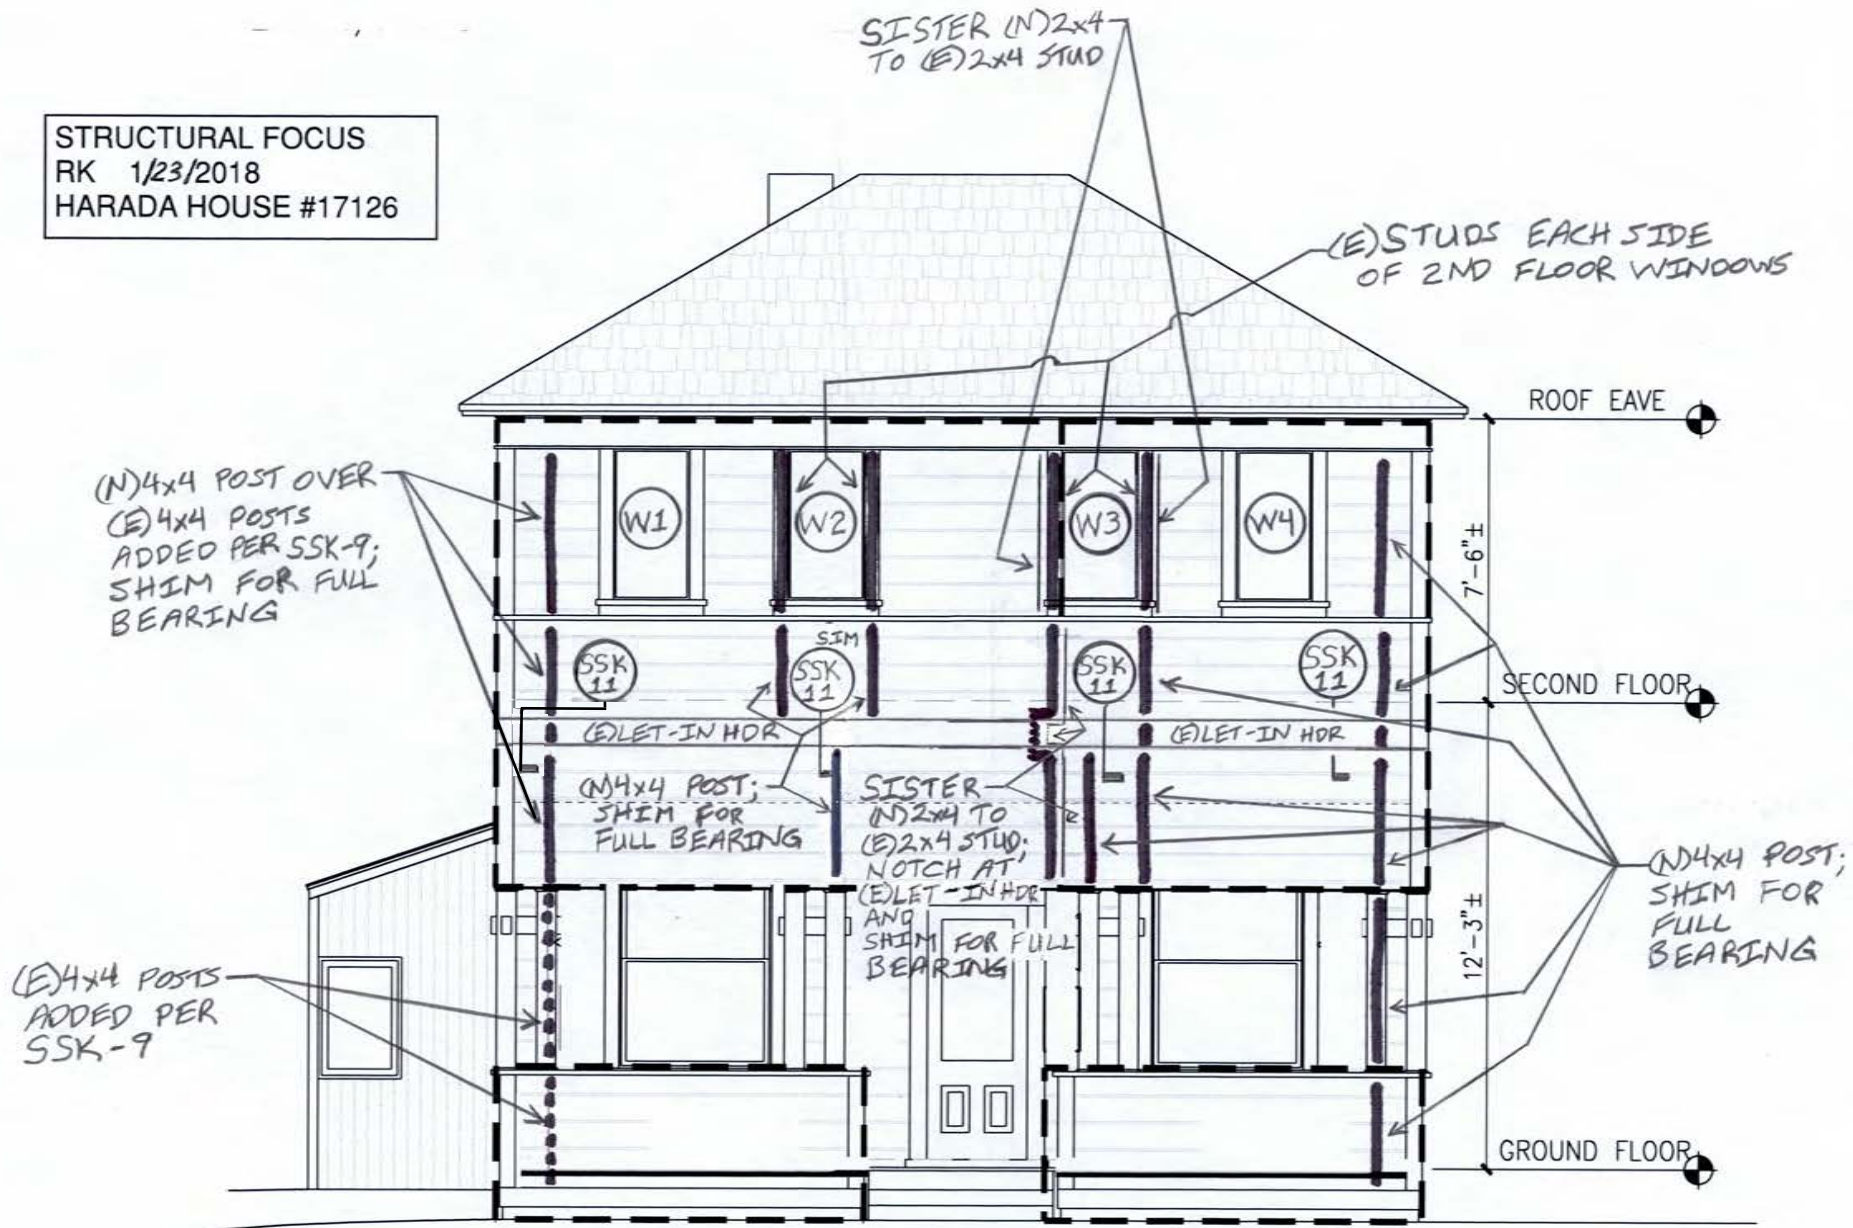 SISTER (N)2x4
TO (E)2x4 STUD
STRUCTURAL FOCUS
RK 1/23/2018
HARADA HOUSE #17126
(E)STUDS EACH SIDE
OF 2ND FLOOR WINDOWS
ROOF EAVE
(N)4x4 POST OVER
(E)4x4 POSTS
ADDED PER SSK-9;
SHIM FOR FULL
BEARING
W1
W2
W3
W4
7'-6"±
SIM
SSK
11
SSK
11
SSK
11
SSK
11
SECOND FLOOR
(E)LET-IN HDR
(E)LET-IN HDR
(N)4x4 POST;
SHIM FOR
FULL BEARING
SISTER
(N)2x4 TO
(E)2x4 STUD;
NOTCH AT
(E)LET-IN HDR
AND
SHIM FOR FULL
BEARING
(N)4x4 POST;
SHIM FOR
FULL
BEARING
12'-3"±
(E)4x4 POSTS
ADDED PER
SSK-9
GROUND FLOOR